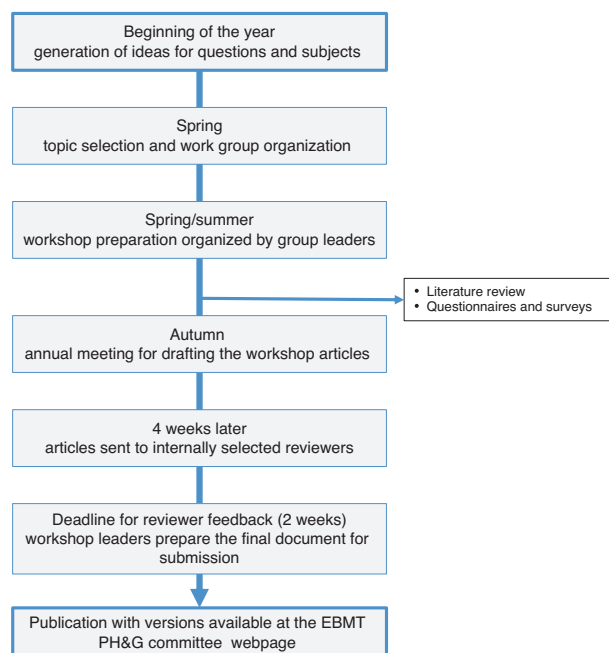 Beginning of the year
generation of ideas for questions and subjects
Spring
topic selection and work group organization
Spring/summer
workshop preparation organized by group leaders
• Literature review
• Questionnaires and surveys
Autumn
annual meeting for drafting the workshop articles
4 weeks later
articles sent to internally selected reviewers
Deadline for reviewer feedback (2 weeks)
workshop leaders prepare the final document for
submission
Publication with versions available at the EBMT
PH&G committee webpage